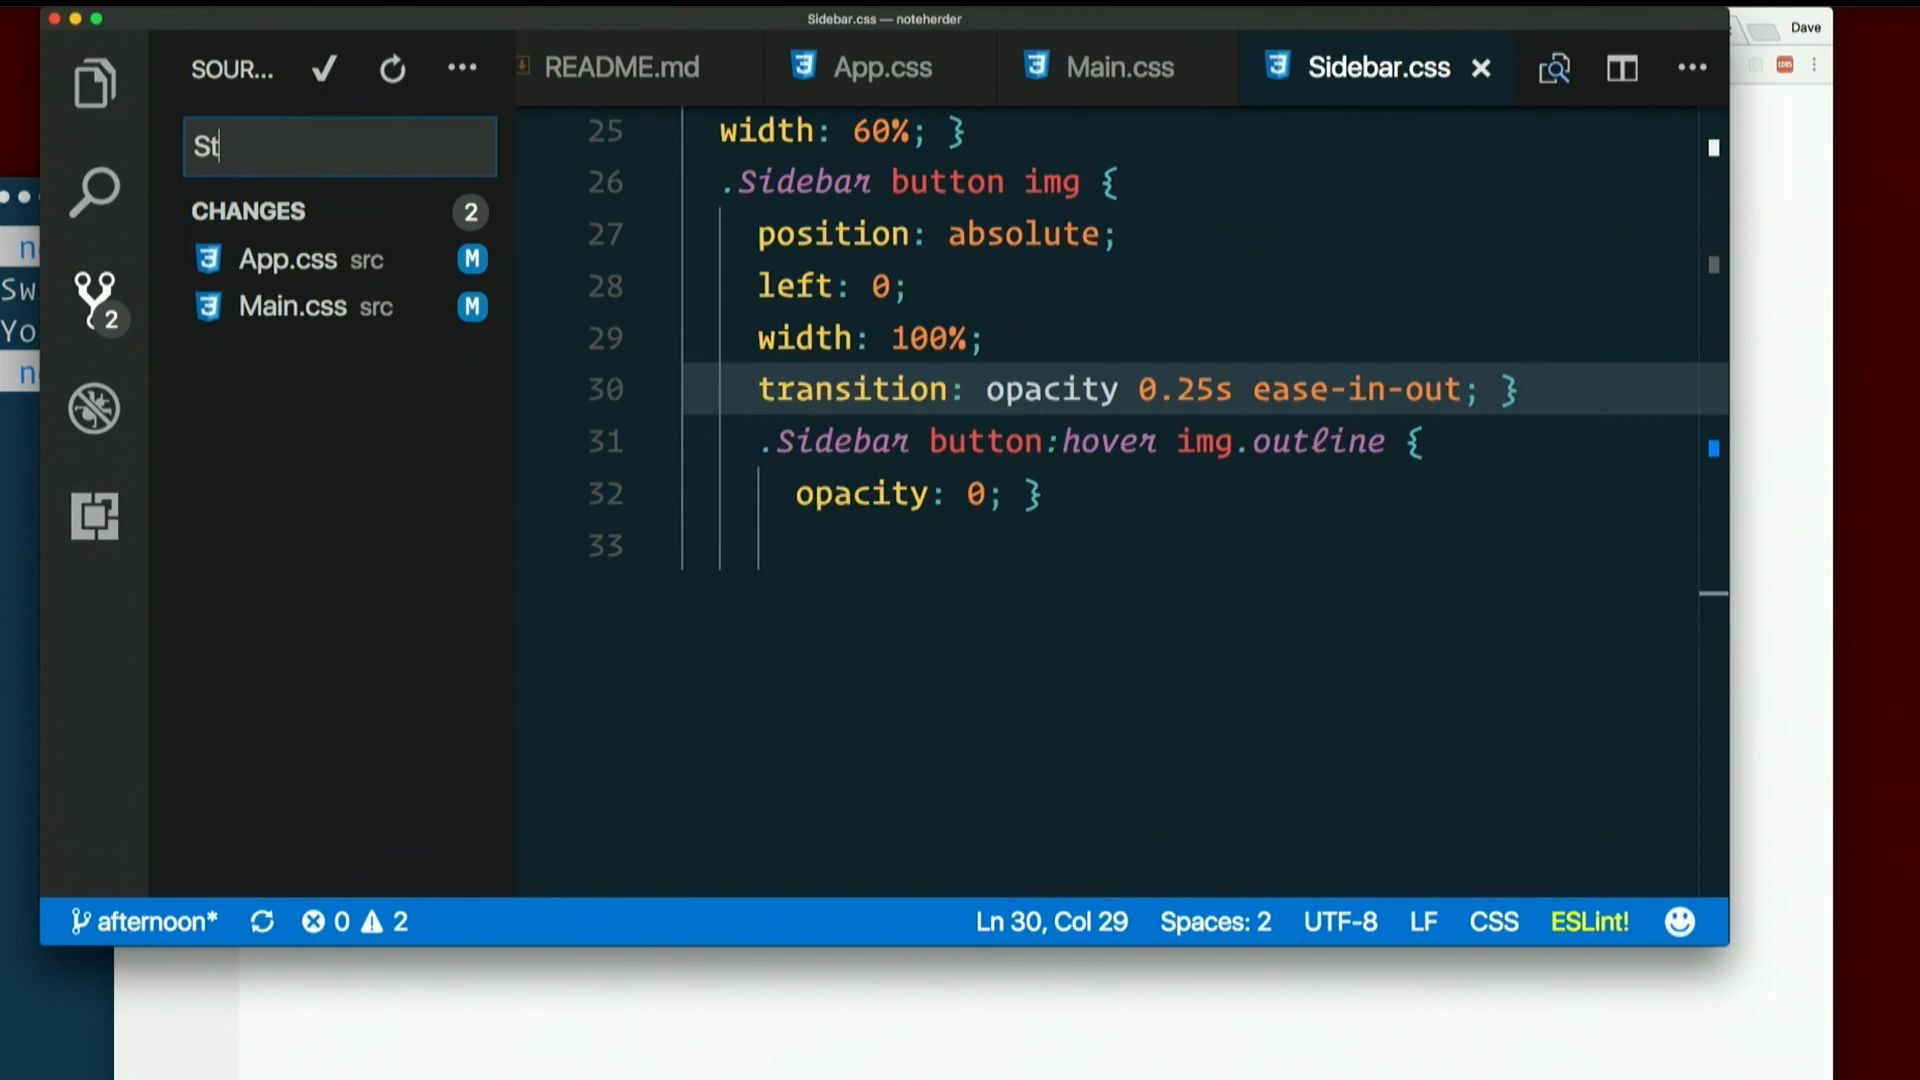 Sidebar.css — noteherder
Dave
SOUR...
README.md
App.css
Main.css
Sidebar.css
St
CHANGES
2
App.css src
M
Main.css src
M
2
25 width: 60%; }
26 .Sidebar button img {
27 position: absolute;
28 left: 0;
29 width: 100%;
30 transition: opacity 0.25s ease-in-out; }
31 .Sidebar button:hover img.outline {
32 opacity: 0; }
33
n
Sw
Yo
n
afternoon*
0
2
Ln 30, Col 29
Spaces: 2
UTF-8
LF
CSS
ESLint!